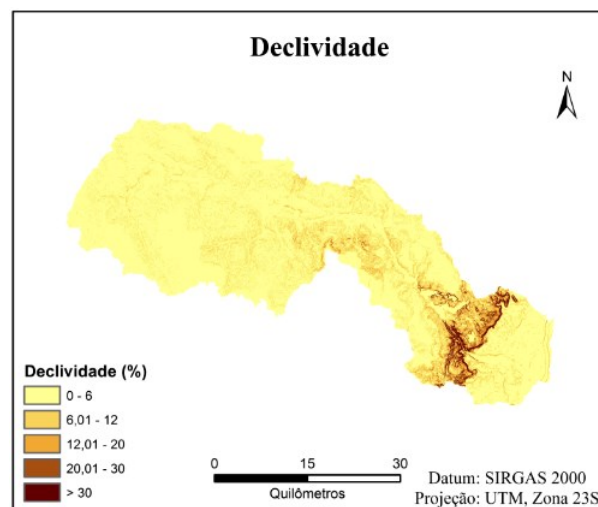 Declividade
N
Declividade (%)
0 - 6
6,01 - 12
12,01 - 20
20,01 - 30
> 30
0 15 30
Quilômetros
Datum: SIRGAS 2000
Projeção: UTM, Zona 23S